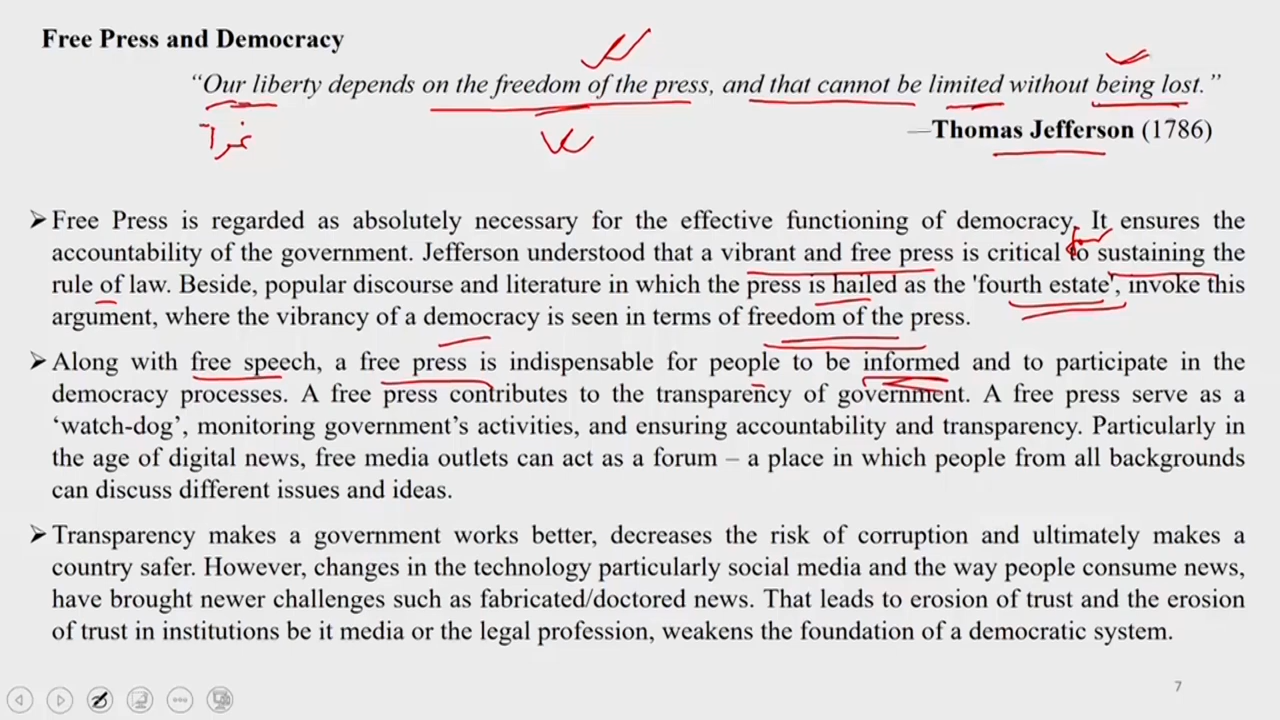 Free Press and Democracy
“Our liberty depends on the freedom of the press, and that cannot be limited without being lost.”
—Thomas Jefferson (1786)
➤Free Press is regarded as absolutely necessary for the effective functioning of democracy. It ensures the
accountability of the government. Jefferson understood that a vibrant and free press is critical to sustaining the
rule of law. Beside, popular discourse and literature in which the press is hailed as the 'fourth estate', invoke this
argument, where the vibrancy of a democracy is seen in terms of freedom of the press.
➤Along with free speech, a free press is indispensable for people to be informed and to participate in the
democracy processes. A free press contributes to the transparency of government. A free press serve as a
‘watch-dog’, monitoring government’s activities, and ensuring accountability and transparency. Particularly in
the age of digital news, free media outlets can act as a forum – a place in which people from all backgrounds
can discuss different issues and ideas.
➤Transparency makes a government works better, decreases the risk of corruption and ultimately makes a
country safer. However, changes in the technology particularly social media and the way people consume news,
have brought newer challenges such as fabricated/doctored news. That leads to erosion of trust and the erosion
of trust in institutions be it media or the legal profession, weakens the foundation of a democratic system.
7